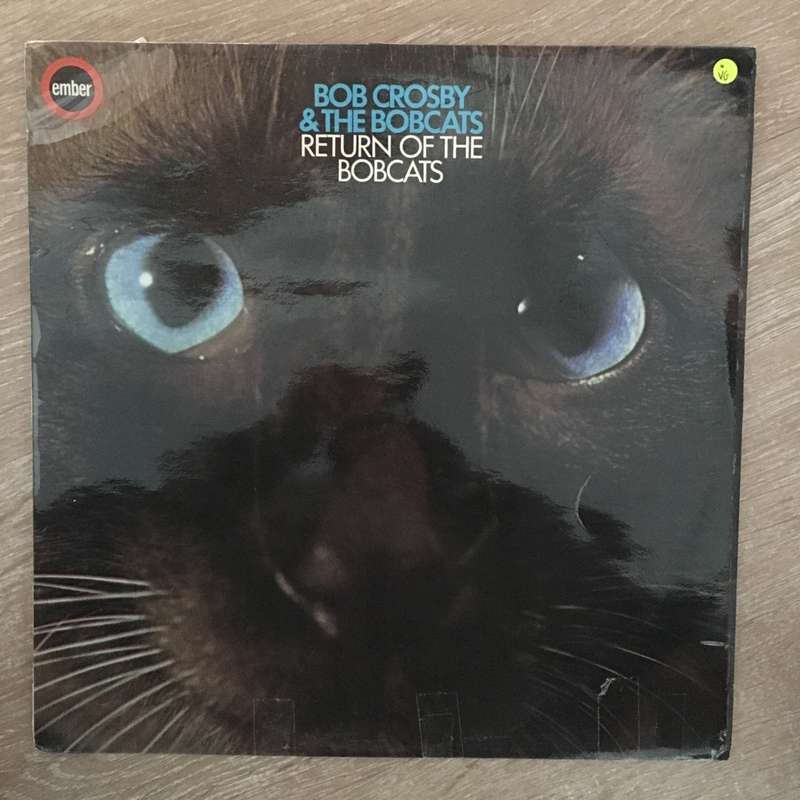 ember
BOB CROSBY
& THE BOBCATS
RETURN OF THE
BOBCATS
VG